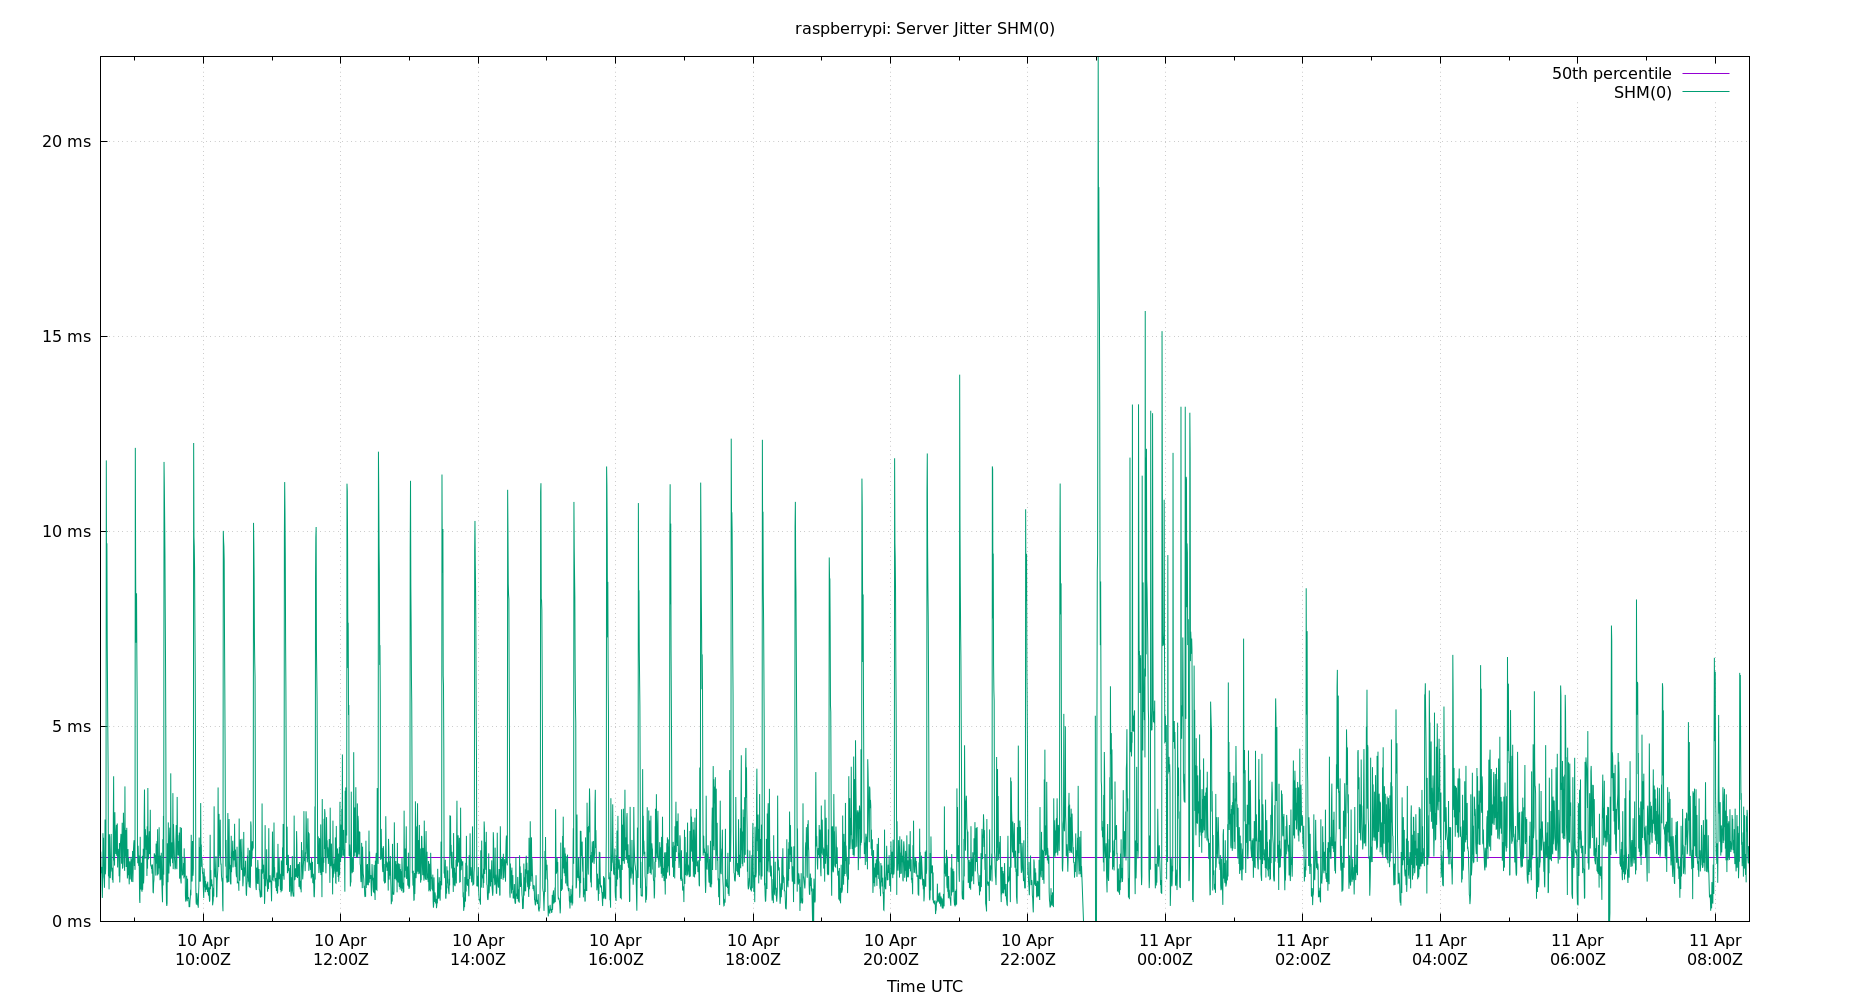 raspberrypi: Server Jitter SHM(0)
50th percentile
SHM(0)
20 ms
15 ms
10 ms
5 ms
0 ms
10 Apr 10 Apr 10 Apr 10 Apr 10 Apr 10 Apr 10 Apr 11 Apr 11 Apr 11 Apr 11 Apr 11 Apr
10:00Z 12:00Z 14:00Z 16:00Z 18:00Z 20:00Z 22:00Z 00:00Z 02:00Z 04:00Z 06:00Z 08:00Z
Time UTC